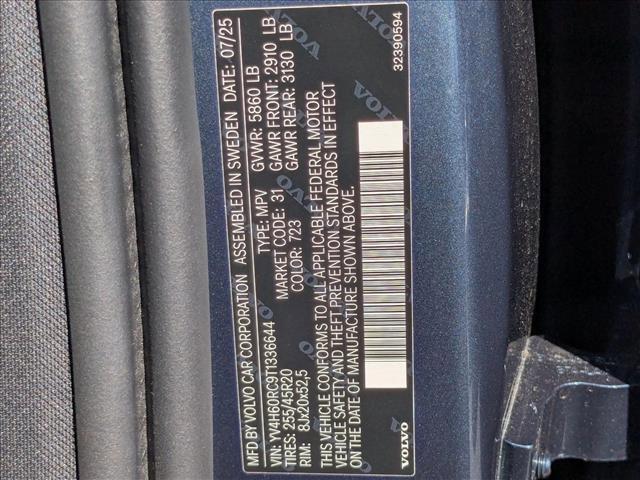 MFD BY VOLVO CAR CORPORATION ASSEMBLED IN SWEDEN DATE: 07/25
VIN: YV4H60RC9T1336644 TYPE: MPV GVWR: 5860 LB
TIRES: 255/45R20 MARKET CODE: 31 GAWR FRONT: 2910 LB
RIM: 8Jx20x52,5 COLOR: 723 GAWR REAR: 3130 LB
THIS VEHICLE CONFORMS TO ALL APPLICABLE FEDERAL MOTOR
VEHICLE SAFETY AND THEFT PREVENTION STANDARDS IN EFFECT
ON THE DATE OF MANUFACTURE SHOWN ABOVE.
VOLVO
VOLVO
32390594